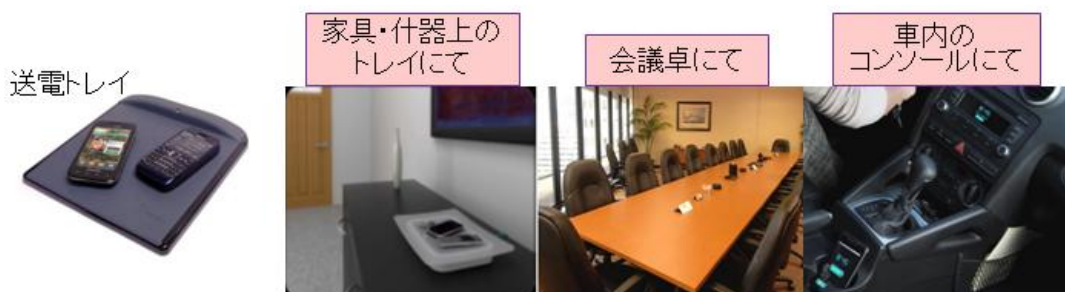 送電トレイ
家具・什器上の
トレイにて
会議卓にて
車内の
コンソールにて